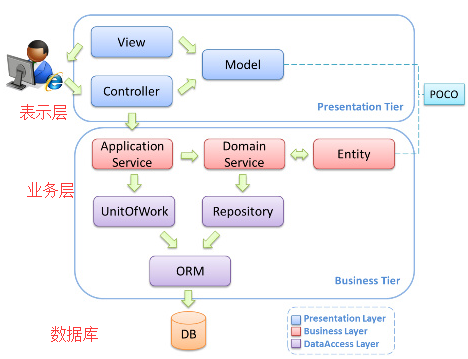 View
Model
Controller
表示层
Presentation Tier
POCO
Application
Service
Domain
Service
Entity
业务层
UnitOfWork
Repository
ORM
Business Tier
数据库
DB
Presentation Layer
Business Layer
DataAccess Layer